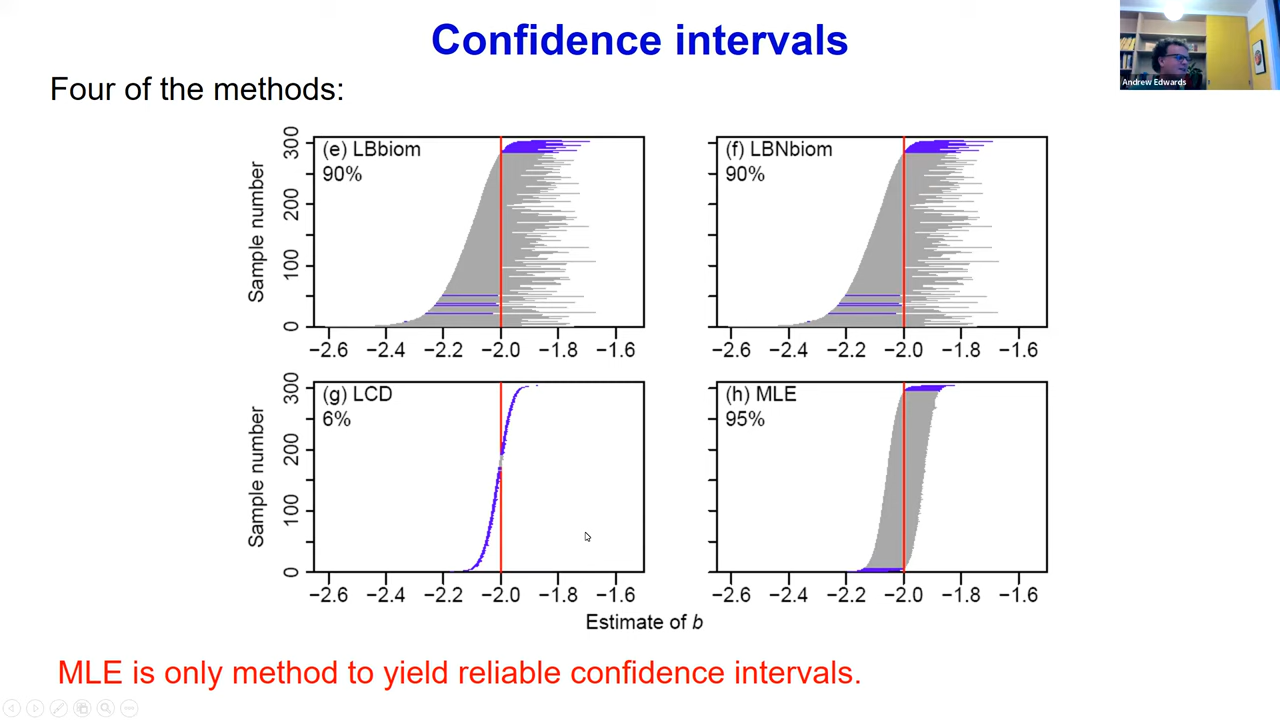 Confidence intervals
Andrew Edwards
Four of the methods:
(e) LBbiom
90%
Sample number
0
100
200
300
−2.6 −2.4 −2.2 −2.0 −1.8 −1.6
(f) LBNbiom
90%
−2.6 −2.4 −2.2 −2.0 −1.8 −1.6
(g) LCD
6%
Sample number
0
100
200
300
−2.6 −2.4 −2.2 −2.0 −1.8 −1.6
(h) MLE
95%
−2.6 −2.4 −2.2 −2.0 −1.8 −1.6
Estimate of b
MLE is only method to yield reliable confidence intervals.